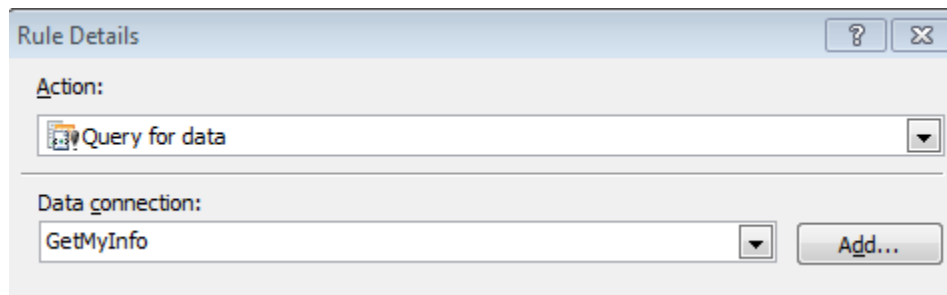 Rule Details
Action:
Query for data
Data connection:
GetMyInfo
Add...